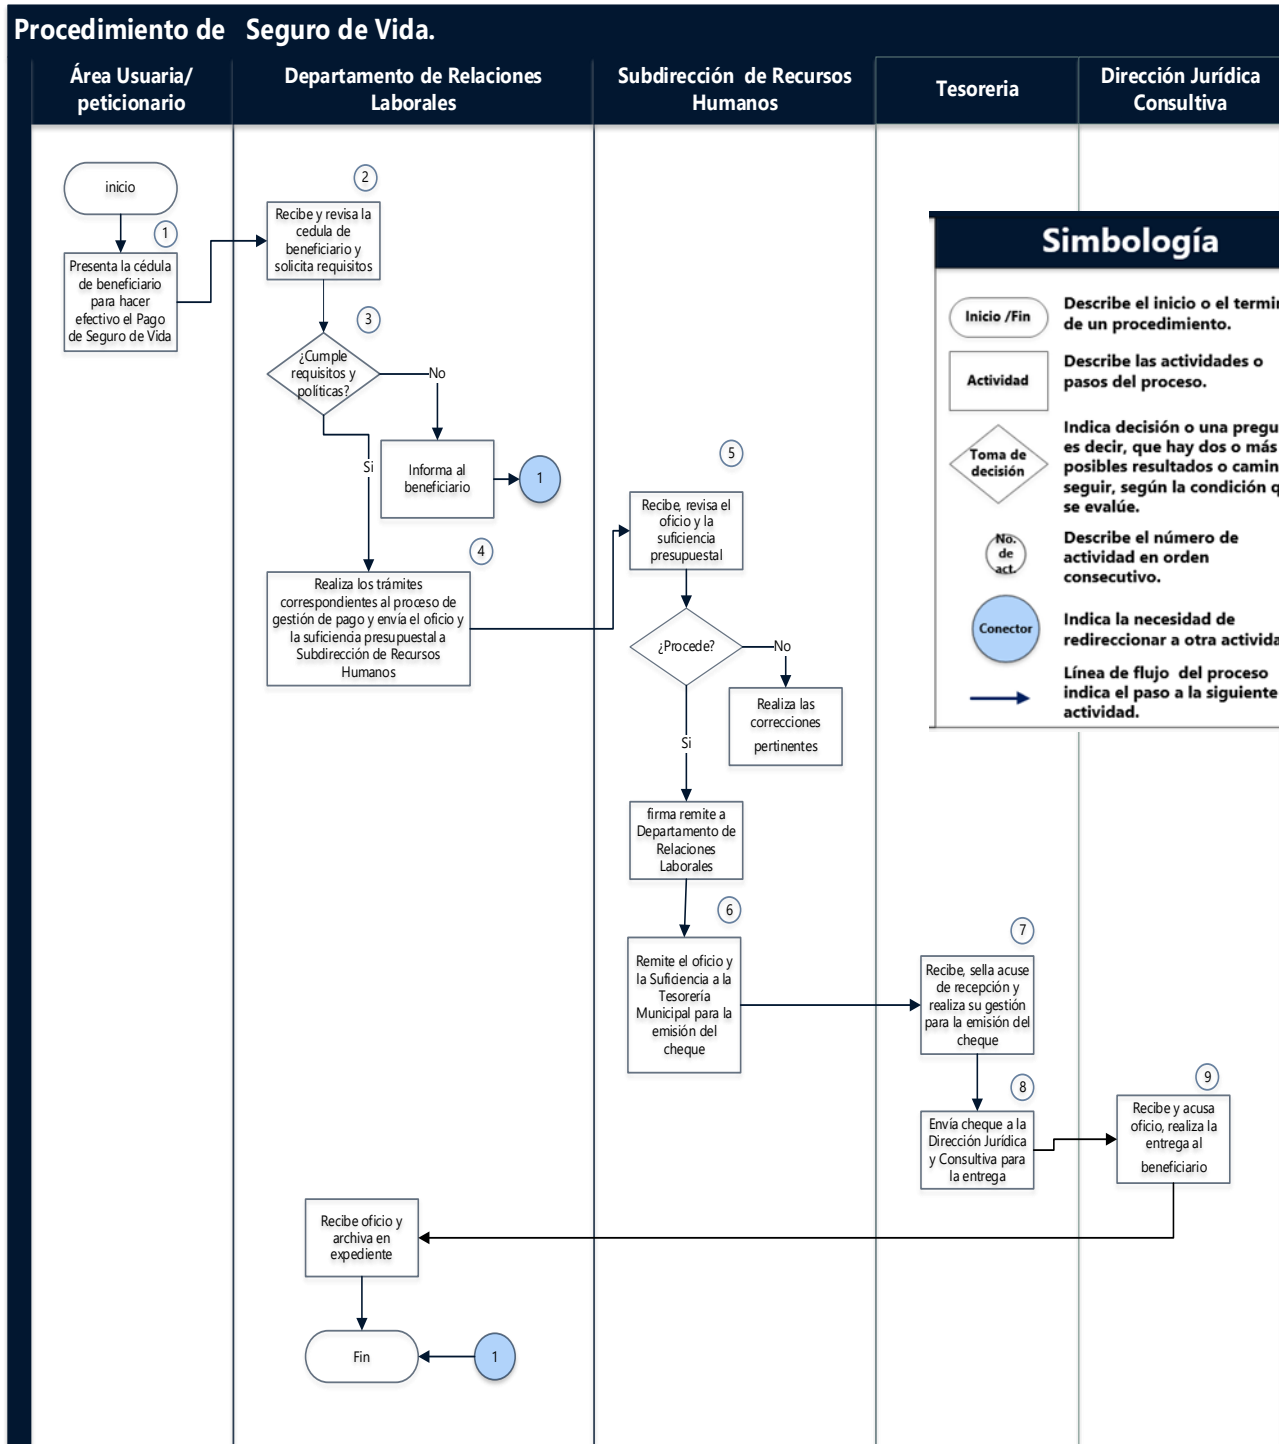 Procedimiento de Seguro de Vida.
Área Usuaria/
peticionario
Departamento de Relaciones
Laborales
Subdirección de Recursos
Humanos
Tesoreria
Dirección Jurídica
Consultiva
inicio
1
Presenta la cédula
de beneficiario
para hacer
efectivo el Pago
de Seguro de Vida
2
Recibe y revisa la
cedula de
beneficiario y
solicita requisitos
3
¿Cumple
requisitos y
políticas?
No
Si
Informa al
beneficiario
1
4
Realiza los trámites
correspondientes al proceso de
gestión de pago y envía el oficio y
la suficiencia presupuestal a
Subdirección de Recursos
Humanos
5
Recibe, revisa el
oficio y la
suficiencia
presupuestal
¿Procede?
No
Realiza las
correcciones
pertinentes
Si
firma remite a
Departamento de
Relaciones
Laborales
6
Remite el oficio y
la Suficiencia a la
Tesorería
Municipal para la
emisión del
cheque
7
Recibe, sella acuse
de recepción y
realiza su gestión
para la emisión del
cheque
8
Envía cheque a la
Dirección Jurídica
y Consultiva para
la entrega
9
Recibe y acusa
oficio, realiza la
entrega al
beneficiario
Recibe oficio y
archiva en
expediente
Fin
1
Simbología
Inicio /Fin
Describe el inicio o el termin
de un procedimiento.
Actividad
Describe las actividades o
pasos del proceso.
Toma de
decisión
Indica decisión o una pregu
es decir, que hay dos o más
posibles resultados o camin
seguir, según la condición q
se evalúe.
No.
de
act.
Describe el número de
actividad en orden
consecutivo.
Conector
Indica la necesidad de
redireccionar a otra activida
Línea de flujo del proceso
indica el paso a la siguiente
actividad.